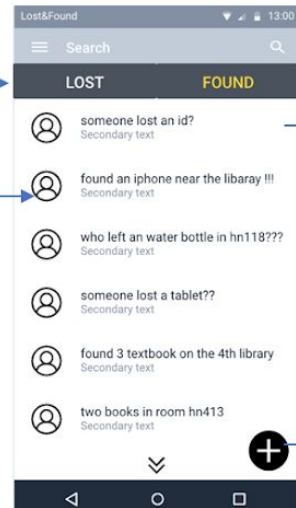 Lost&Found 13:00
Search
LOST FOUND
someone lost an id?
Secondary text
found an iphone near the libaray !!!
Secondary text
who left an water bottle in hn118???
Secondary text
someone lost a tablet??
Secondary text
found 3 textbook on the 4th library
Secondary text
two books in room hn413
Secondary text